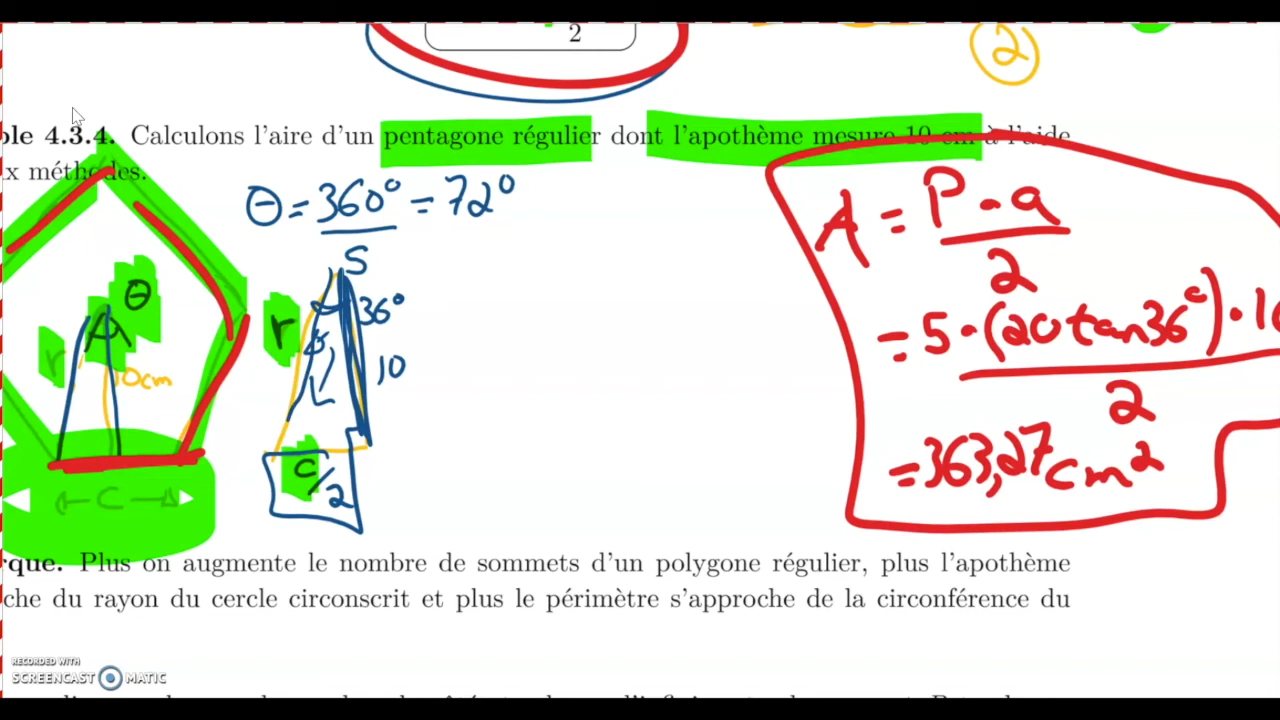 2
2
ble 4.3.4. Calculons l'aire d'un pentagone régulier dont l'apothème mesure 10 cm à l'aide
x méthodes.
θ = 360° = 72°
5
A = P · a
2
= 5 · (20 tan 36°) · 10
2
= 363,27 cm²
θ
r
10cm
C
r
36°
10
c/2
rque. Plus on augmente le nombre de sommets d'un polygone régulier, plus l'apothème
che du rayon du cercle circonscrit et plus le périmètre s'approche de la circonférence du
RECORDED WITH
SCREENCAST MATIC